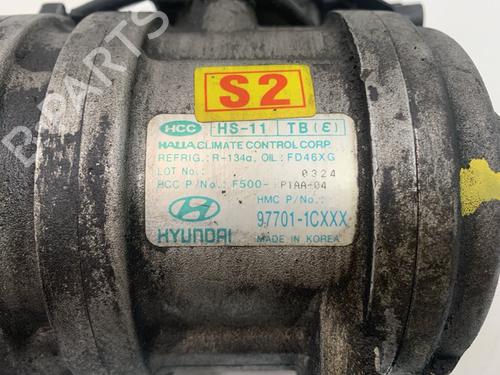 S2
HCC HS-11 TB(E)
HALLA CLIMATE CONTROL CORP.
REFRIG.: R-134a, OIL: FD46XG
LOT No.: 0324
HCC P/No.: F500-PTAA-04
HMC P/No.:
97701-1CXXX
HYUNDAI
MADE IN KOREA
B-PARTS